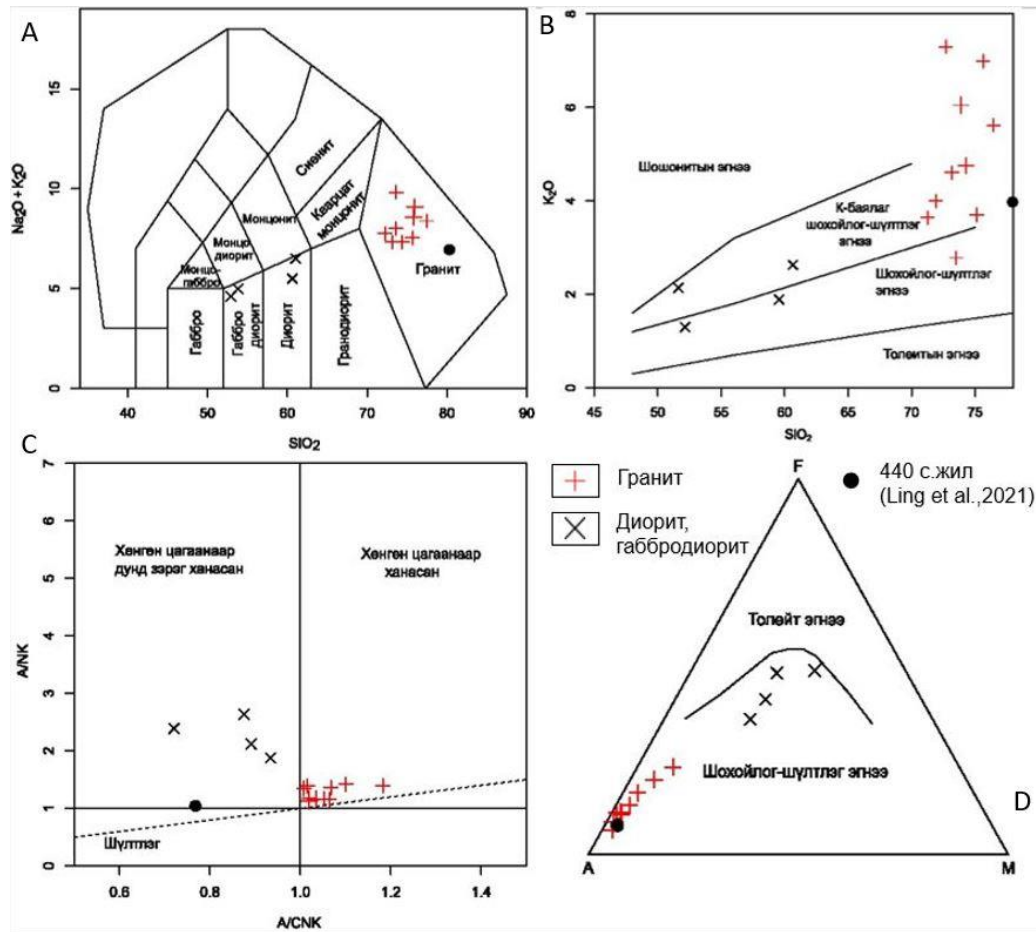 A
Na₂O + K₂O
15
10
5
0
Сиенит
Кварцат
монцонит
Монцонит
Монцо
диорит
Монцо-
гиббро
Габбро
Габбро
диорит
Диорит
Гранодиорит
Гранит
40
50
60
70
80
90
SIO₂
B
K₂O
8
6
4
2
0
Шошонитын эгнээ
К-баялаг
шохойлог-шүлтлэг
эгнээ
Шохойлог-шүлтлэг
эгнээ
Толеитын эгнээ
45
50
55
60
65
70
75
SIO₂
C
A/NK
7
6
5
4
3
2
1
0
Хөнгөн цагаанаар
дунд зэрэг ханасан
Хөнгөн цагаанаар
ханасан
Шүлтлэг
0.6
0.8
1.0
1.2
1.4
A/CNK
Гранит
Диорит,
габбродиорит
440 с.жил
(Ling et al.,2021)
F
Толейт эгнээ
Шохойлог-шүлтлэг эгнээ
D
A
M